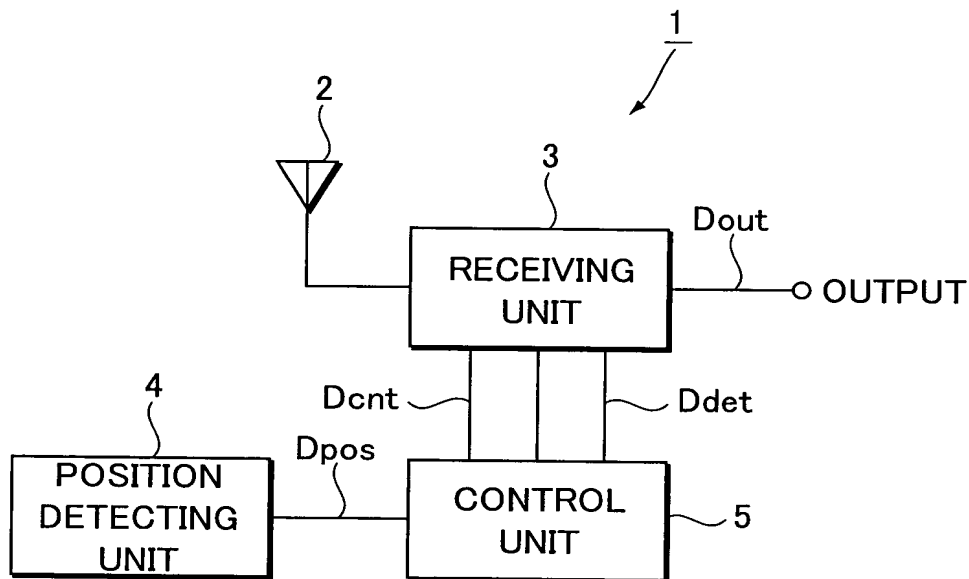 1
2
3
Dout
RECEIVING
UNIT
OUTPUT
Dcnt
Ddet
4
Dpos
POSITION
DETECTING
UNIT
CONTROL
UNIT
5